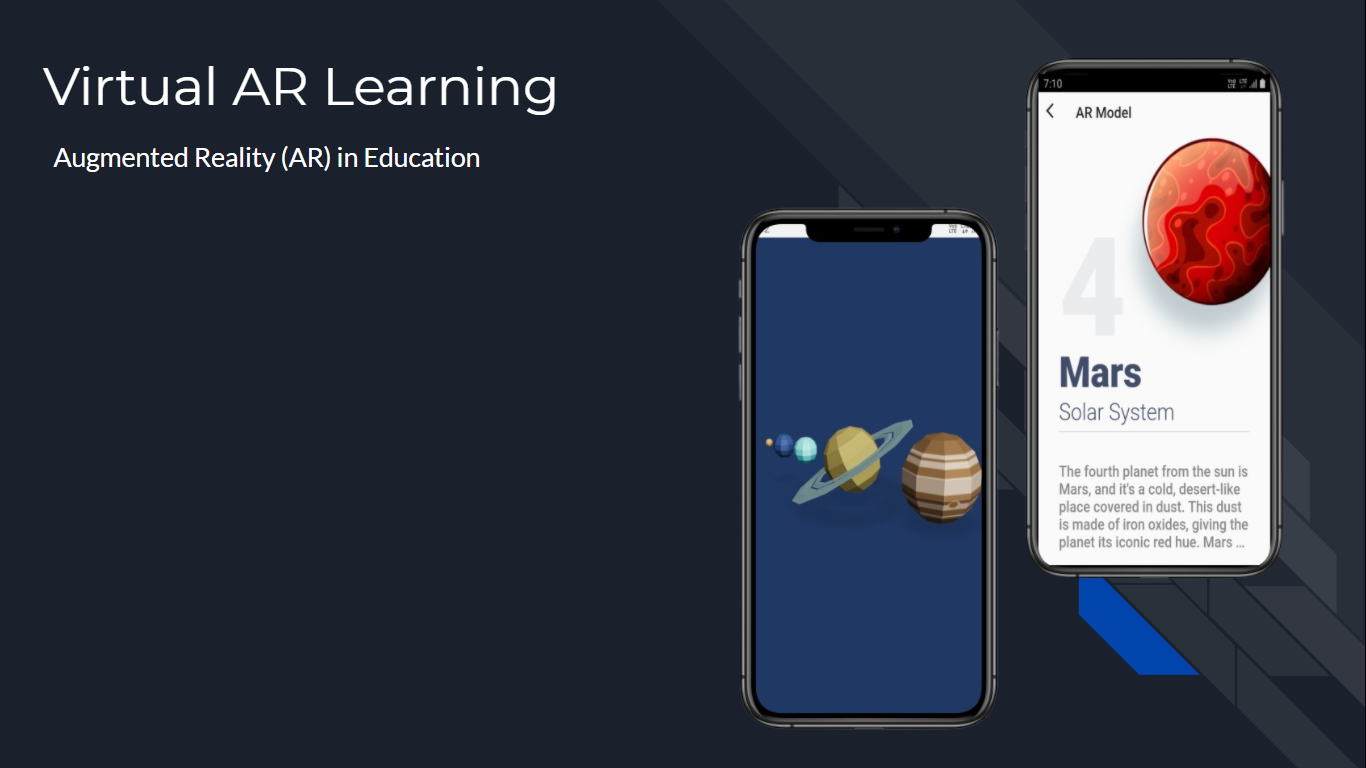 Virtual AR Learning
Augmented Reality (AR) in Education
7:10
AR Model
4
Mars
Solar System
The fourth planet from the sun is
Mars, and it's a cold, desert-like
place covered in dust. This dust
is made of iron oxides, giving the
planet its iconic red hue. Mars ...